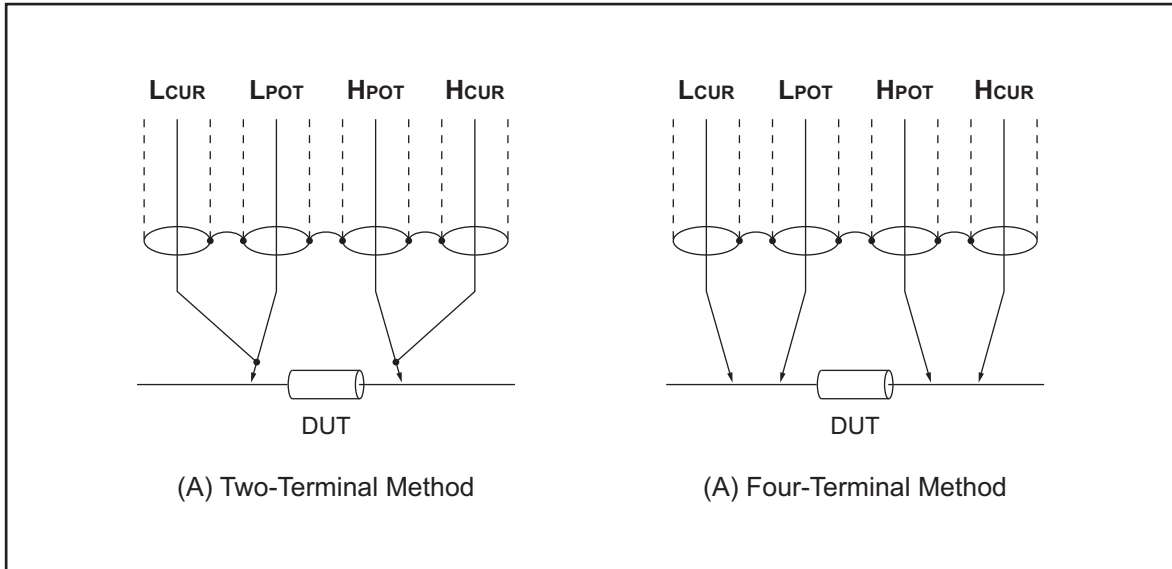 LCUR LPOT HPOT HCUR
LCUR LPOT HPOT HCUR
DUT
DUT
(A) Two-Terminal Method
(A) Four-Terminal Method